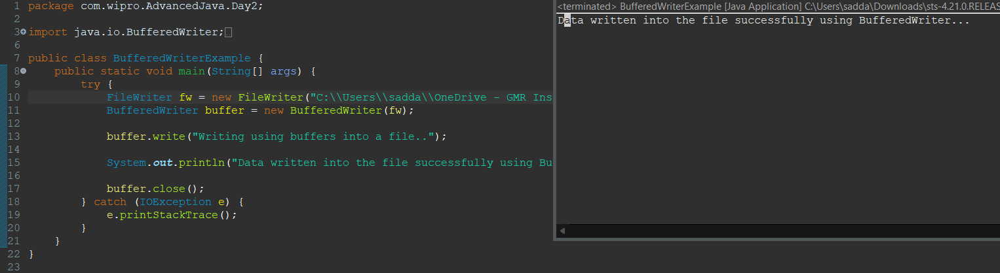 1 package com.wipro.AdvancedJava.Day2;
2
3 import java.io.BufferedWriter;
6
7 public class BufferedWriterExample {
8 public static void main(String[] args) {
9 try {
10 FileWriter fw = new FileWriter("C:\\Users\\sadda\\OneDrive - GMR Ins
11 BufferedWriter buffer = new BufferedWriter(fw);
12
13 buffer.write("Writing using buffers into a file..");
14
15 System.out.println("Data written into the file successfully using Bu
16
17 buffer.close();
18 } catch (IOException e) {
19 e.printStackTrace();
20 }
21 }
22 }
23
<terminated> BufferedWriterExample [Java Application] C:\Users\sadda\Downloads\sts-4.21.0.RELEAS
Data written into the file successfully using BufferedWriter...